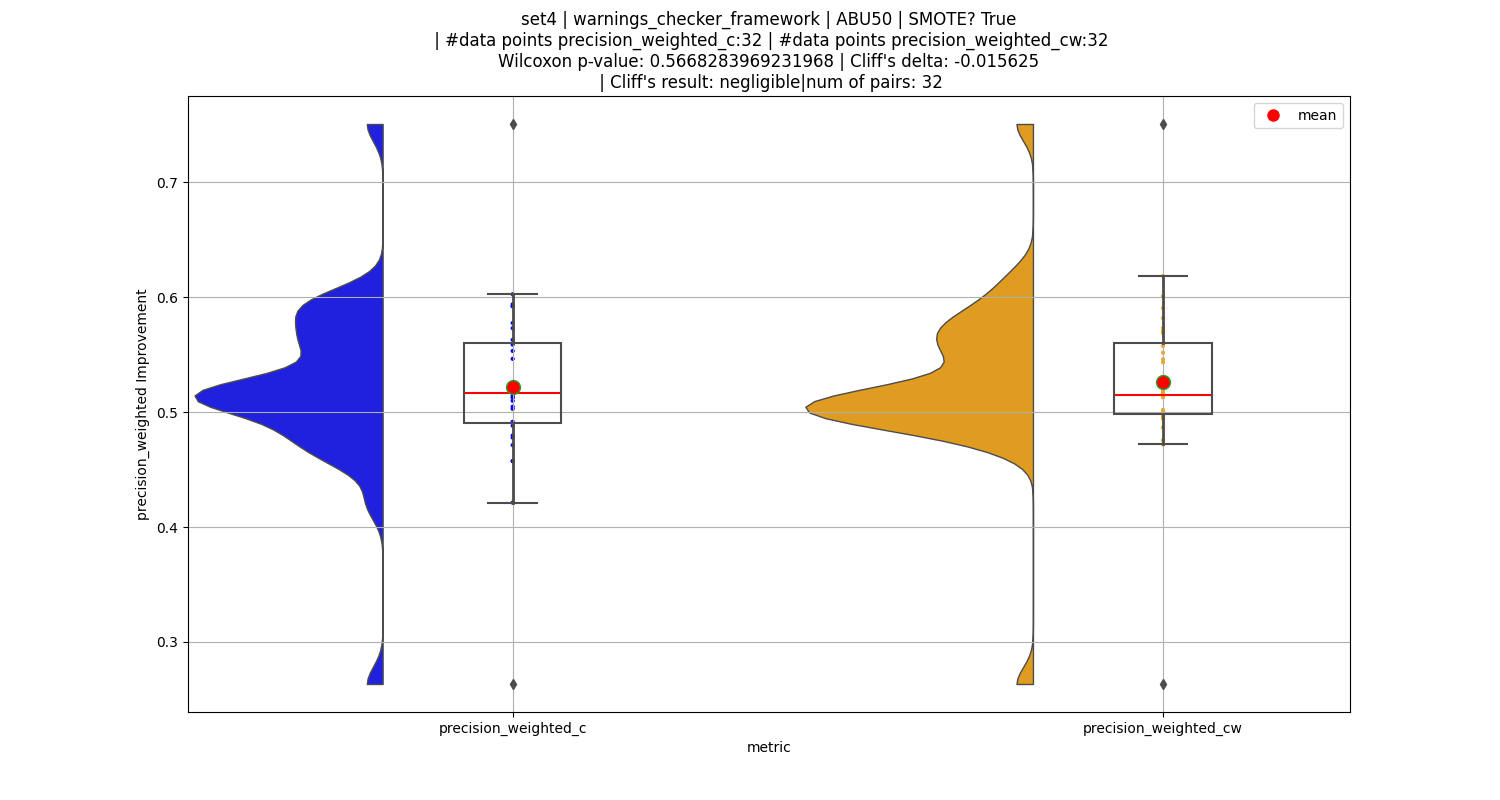 set4 | warnings_checker_framework | ABU50 | SMOTE? True
| #data points precision_weighted_c:32 | #data points precision_weighted_cw:32
Wilcoxon p-value: 0.5668283969231968 | Cliff's delta: -0.015625
| Cliff's result: negligible|num of pairs: 32
mean
0.7
0.6
0.5
0.4
0.3
precision_weighted Improvement
precision_weighted_c
precision_weighted_cw
metric